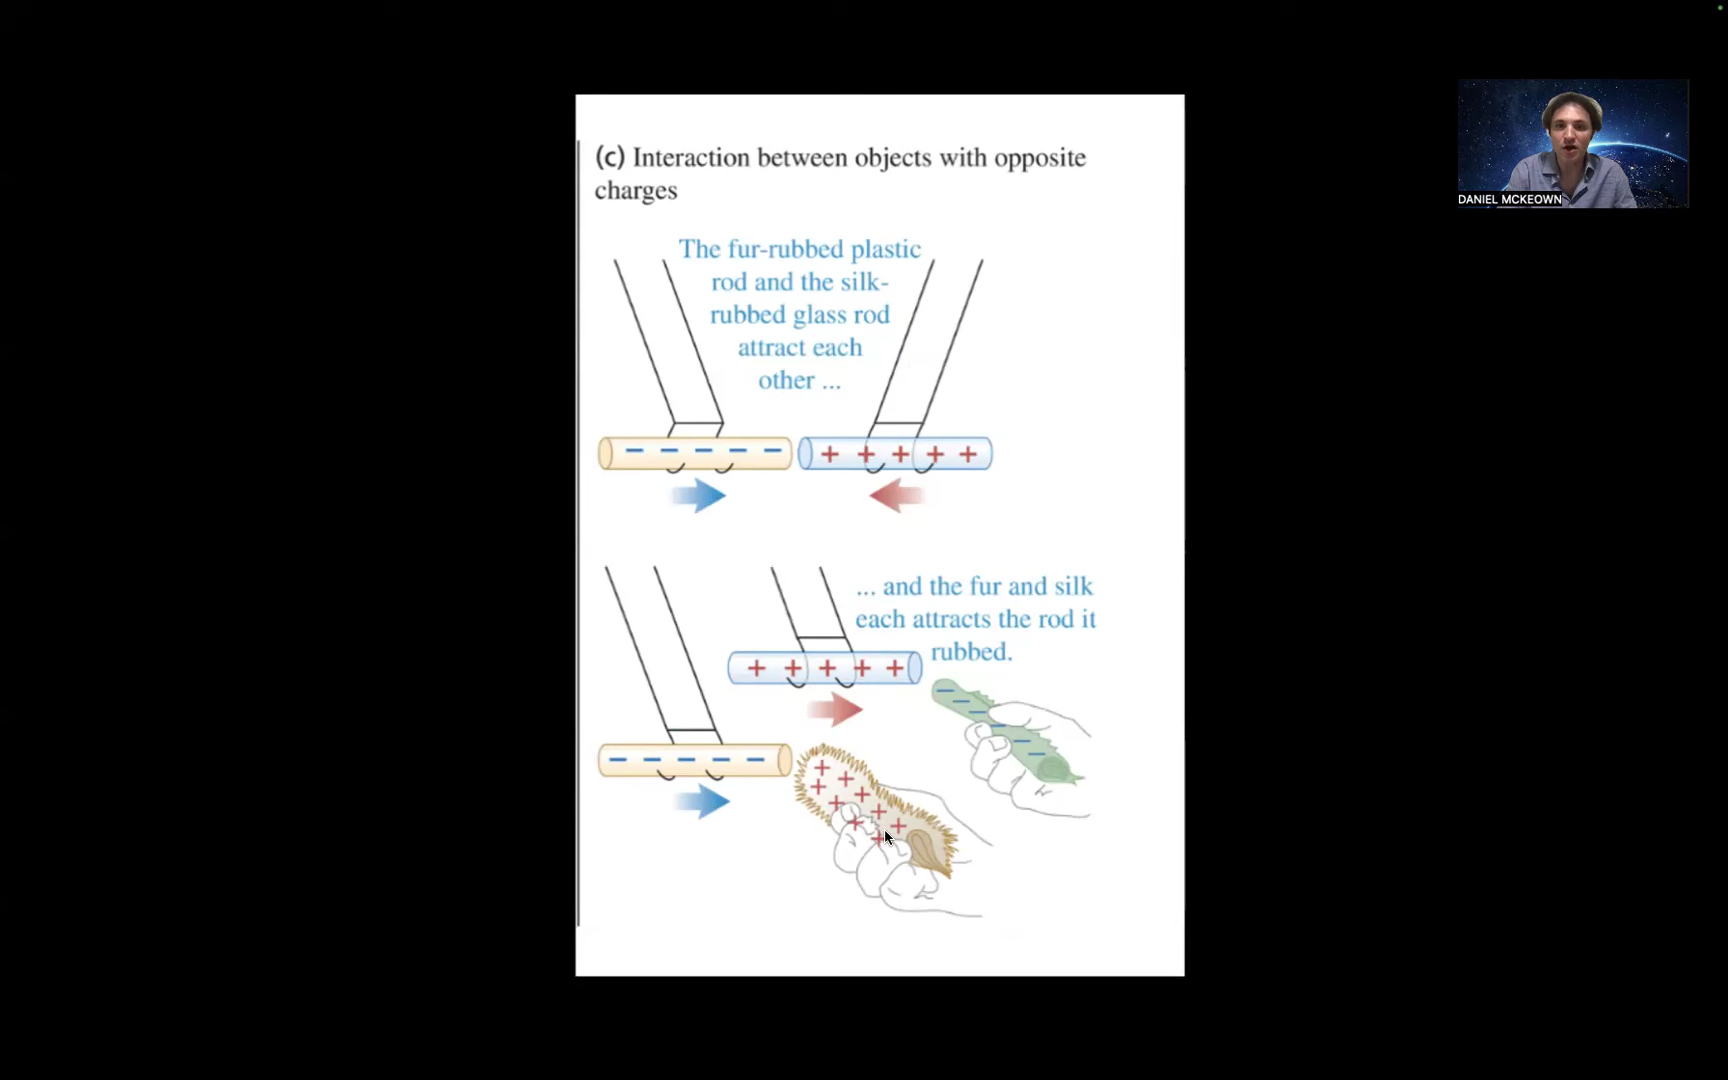 (c) Interaction between objects with opposite
charges
The fur-rubbed plastic
rod and the silk-
rubbed glass rod
attract each
other ...
... and the fur and silk
each attracts the rod it
rubbed.
DANIEL MCKEOWN